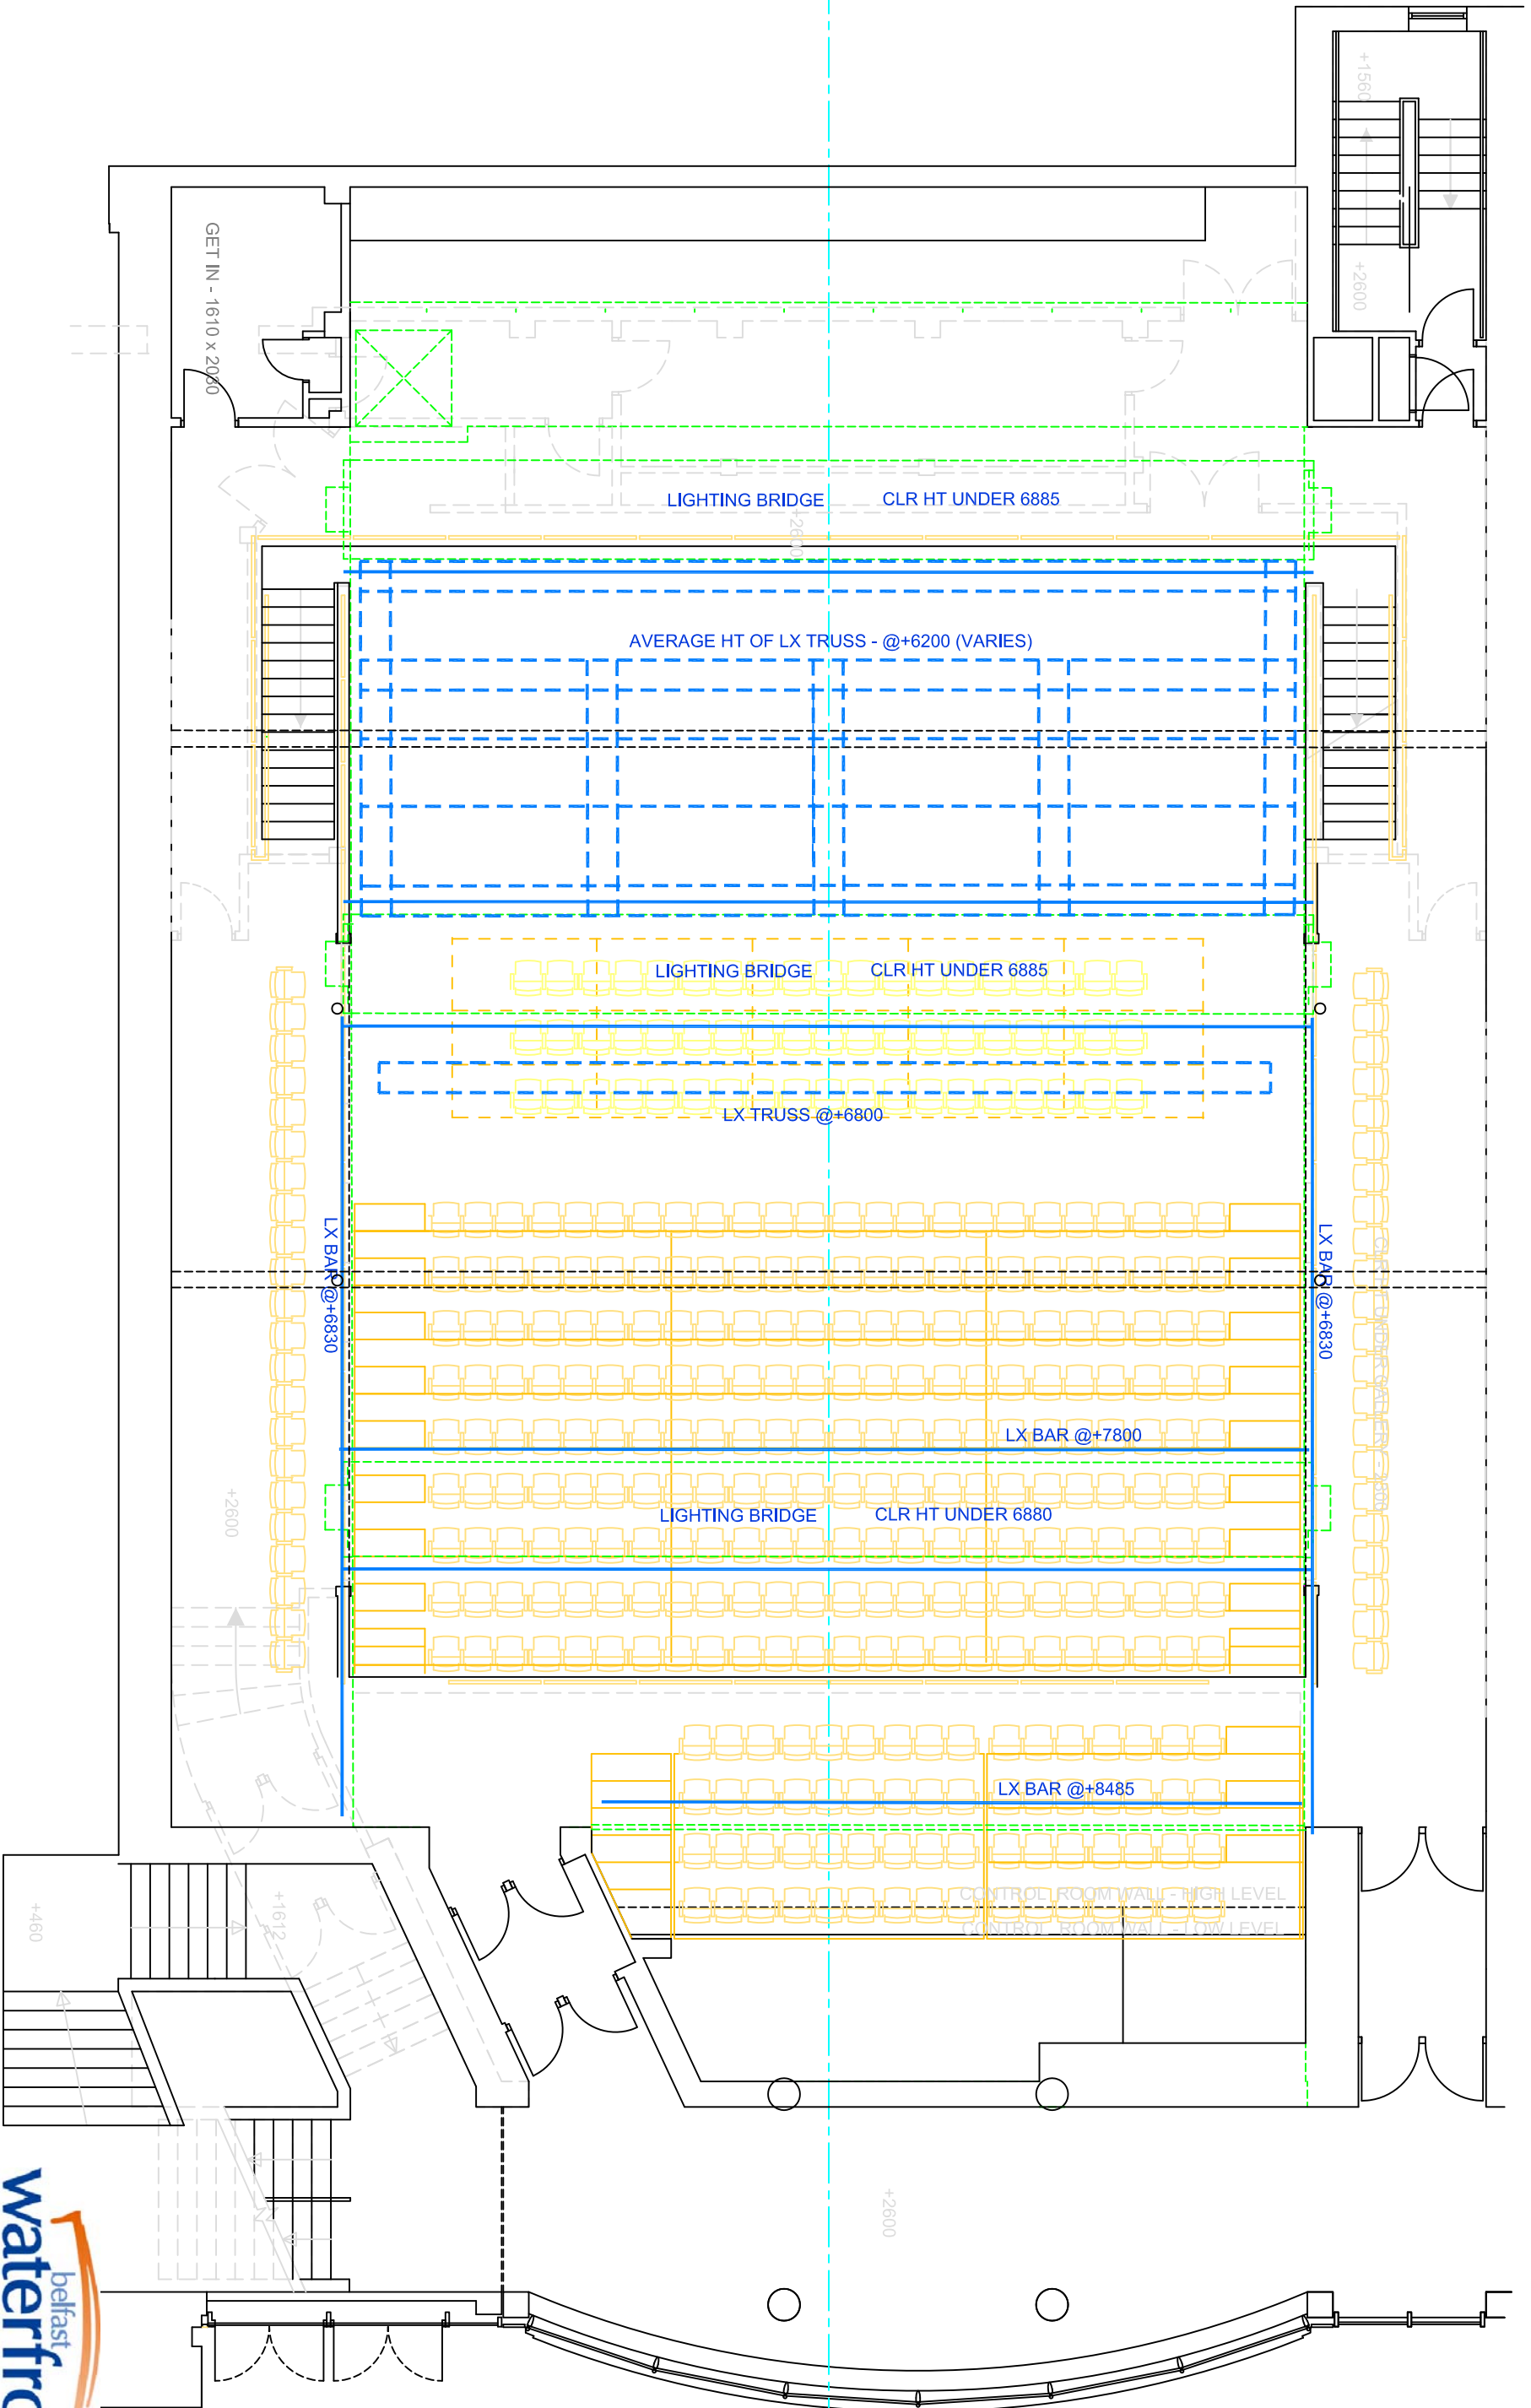 +1560
+2600
GET IN - 1610 x 2080
LIGHTING BRIDGE CLR HT UNDER 6885
+2600
AVERAGE HT OF LX TRUSS - @+6200 (VARIES)
LIGHTING BRIDGE CLR HT UNDER 6885
LX TRUSS @+6800
LX BAR @+6830
LX BAR @+6830
LX BAR @+7800
+2600
LIGHTING BRIDGE CLR HT UNDER 6880
LX BAR @+8485
CONTROL ROOM WALL - HIGH LEVEL
CONTROL ROOM WALL - LOW LEVEL
+460
+1812
+2600
belfast
waterfro